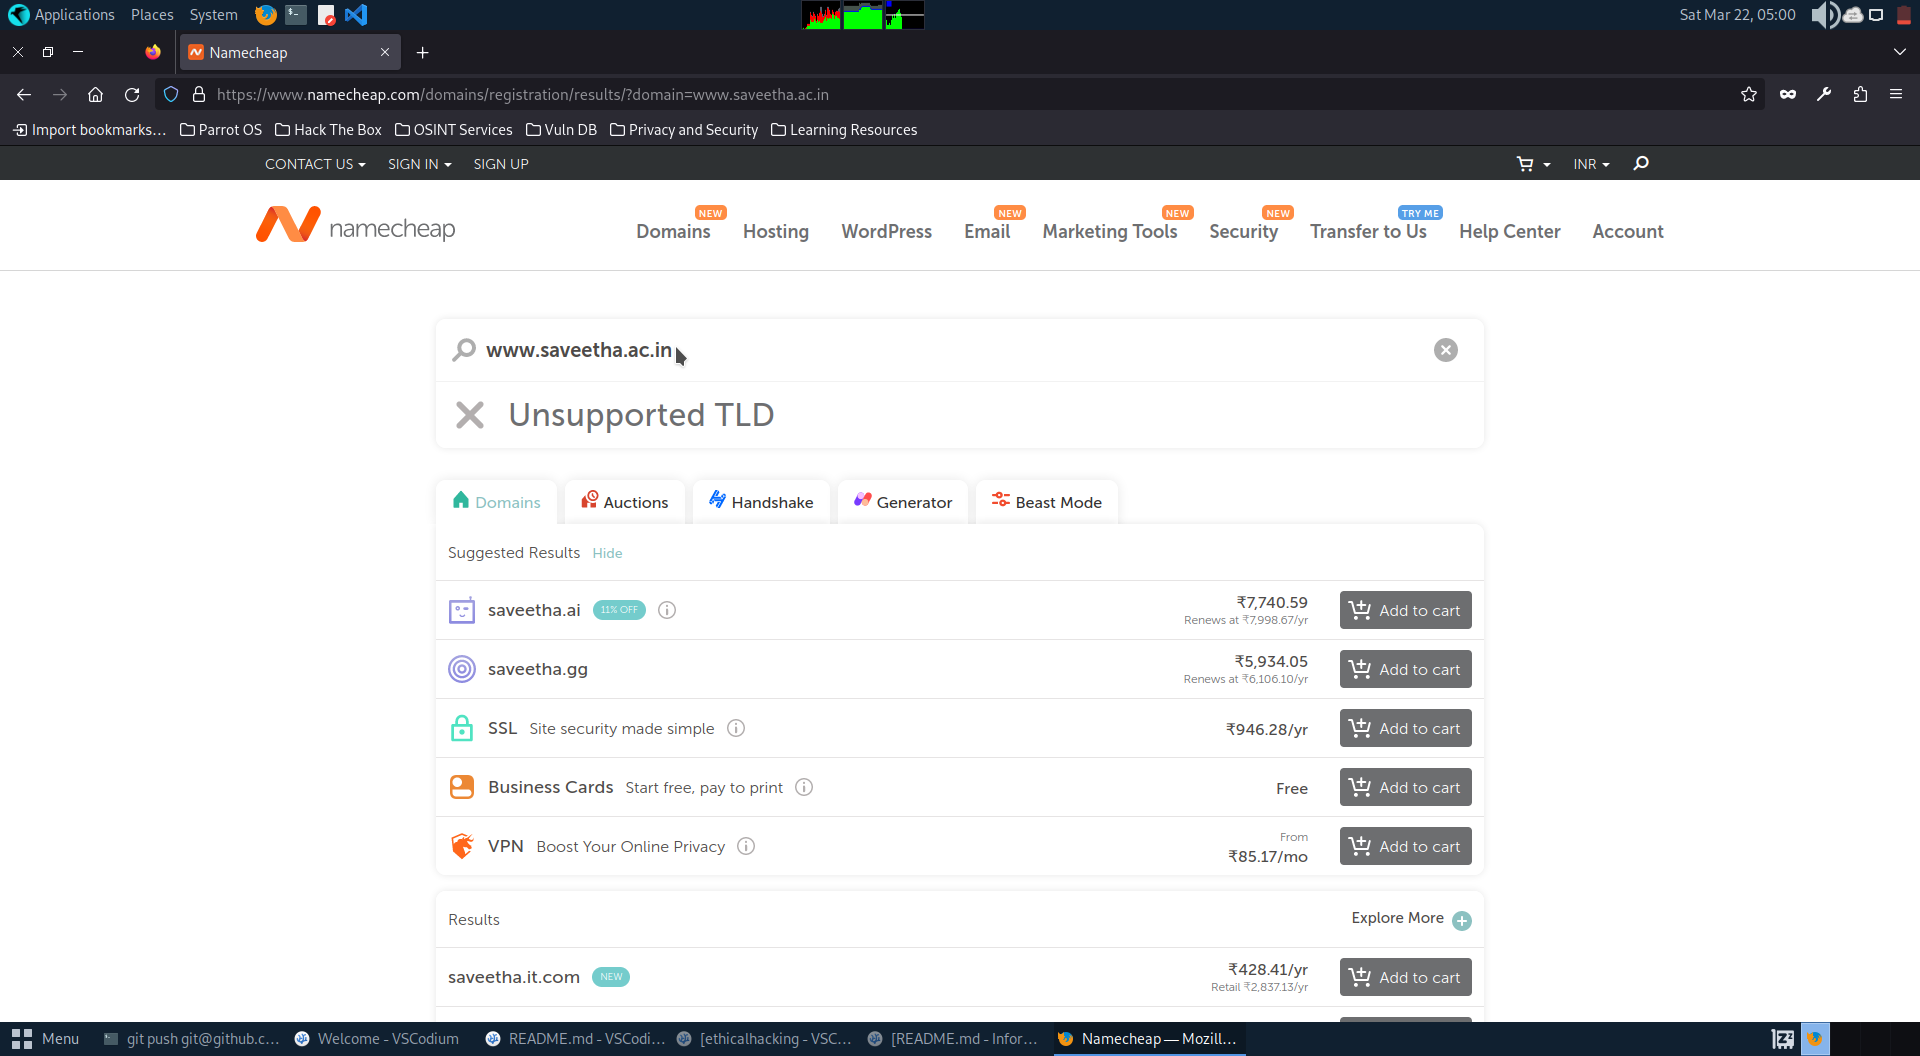 Applications Places System
Sat Mar 22, 05:00
Namecheap
https://www.namecheap.com/domains/registration/results/?domain=www.saveetha.ac.in
Import bookmarks... Parrot OS Hack The Box OSINT Services Vuln DB Privacy and Security Learning Resources
CONTACT US SIGN IN SIGN UP INR
NEW NEW NEW NEW TRY ME
namecheap Domains Hosting WordPress Email Marketing Tools Security Transfer to Us Help Center Account
www.saveetha.ac.in
Unsupported TLD
Domains Auctions Handshake Generator Beast Mode
Suggested Results Hide
saveetha.ai 11% OFF ₹7,740.59 Add to cart
Renews at ₹7,998.67/yr
saveetha.gg ₹5,934.05 Add to cart
Renews at ₹6,106.10/yr
SSL Site security made simple ₹946.28/yr Add to cart
Business Cards Start free, pay to print Free Add to cart
From
VPN Boost Your Online Privacy ₹85.17/mo Add to cart
Results Explore More
saveetha.it.com NEW ₹428.41/yr Add to cart
Retail ₹2,837.13/yr
Menu git push git@github.c... Welcome - VSCodium README.md - VSCodi... [ethicalhacking - VSC... [README.md - Infor... Namecheap — Mozill...